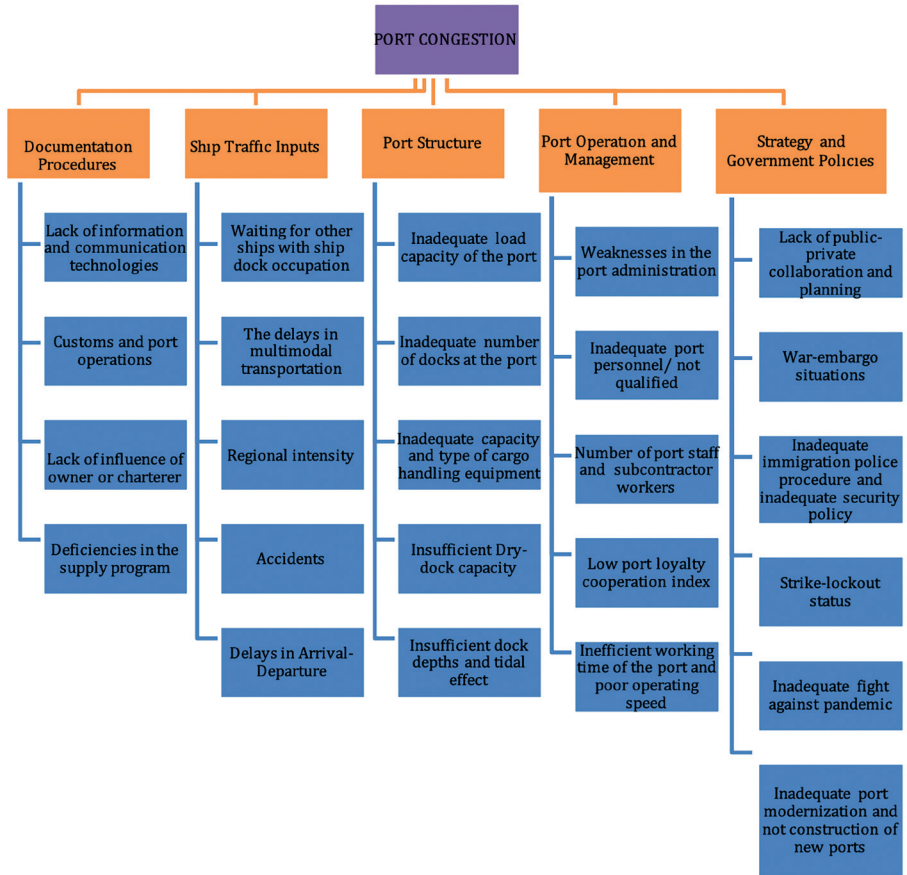 PORT CONGESTION
Documentation
Procedures
Lack of information
and communication
technologies
Customs and port
operations
Lack of influence of
owner or charterer
Deficiencies in the
supply program
Ship Traffic Inputs
Waiting for other
ships with ship
dock occupation
The delays in
multimodal
transportation
Regional intensity
Accidents
Delays in Arrival-
Departure
Port Structure
Inadequate load
capacity of the port
Inadequate number
of docks at the port
Inadequate capacity
and type of cargo
handling equipment
Insufficient Dry-
dock capacity
Insufficient dock
depths and tidal
effect
Port Operation and
Management
Weaknesses in the
port administration
Inadequate port
personnel/ not
qualified
Number of port staff
and subcontractor
workers
Low port loyalty
cooperation index
Inefficient working
time of the port and
poor operating
speed
Strategy and
Government Policies
Lack of public-
private
collaboration and
planning
War-embargo
situations
Inadequate
immigration police
procedure and
inadequate security
policy
Strike-lockout
status
Inadequate fight
against pandemic
Inadequate port
modernization and
not construction of
new ports